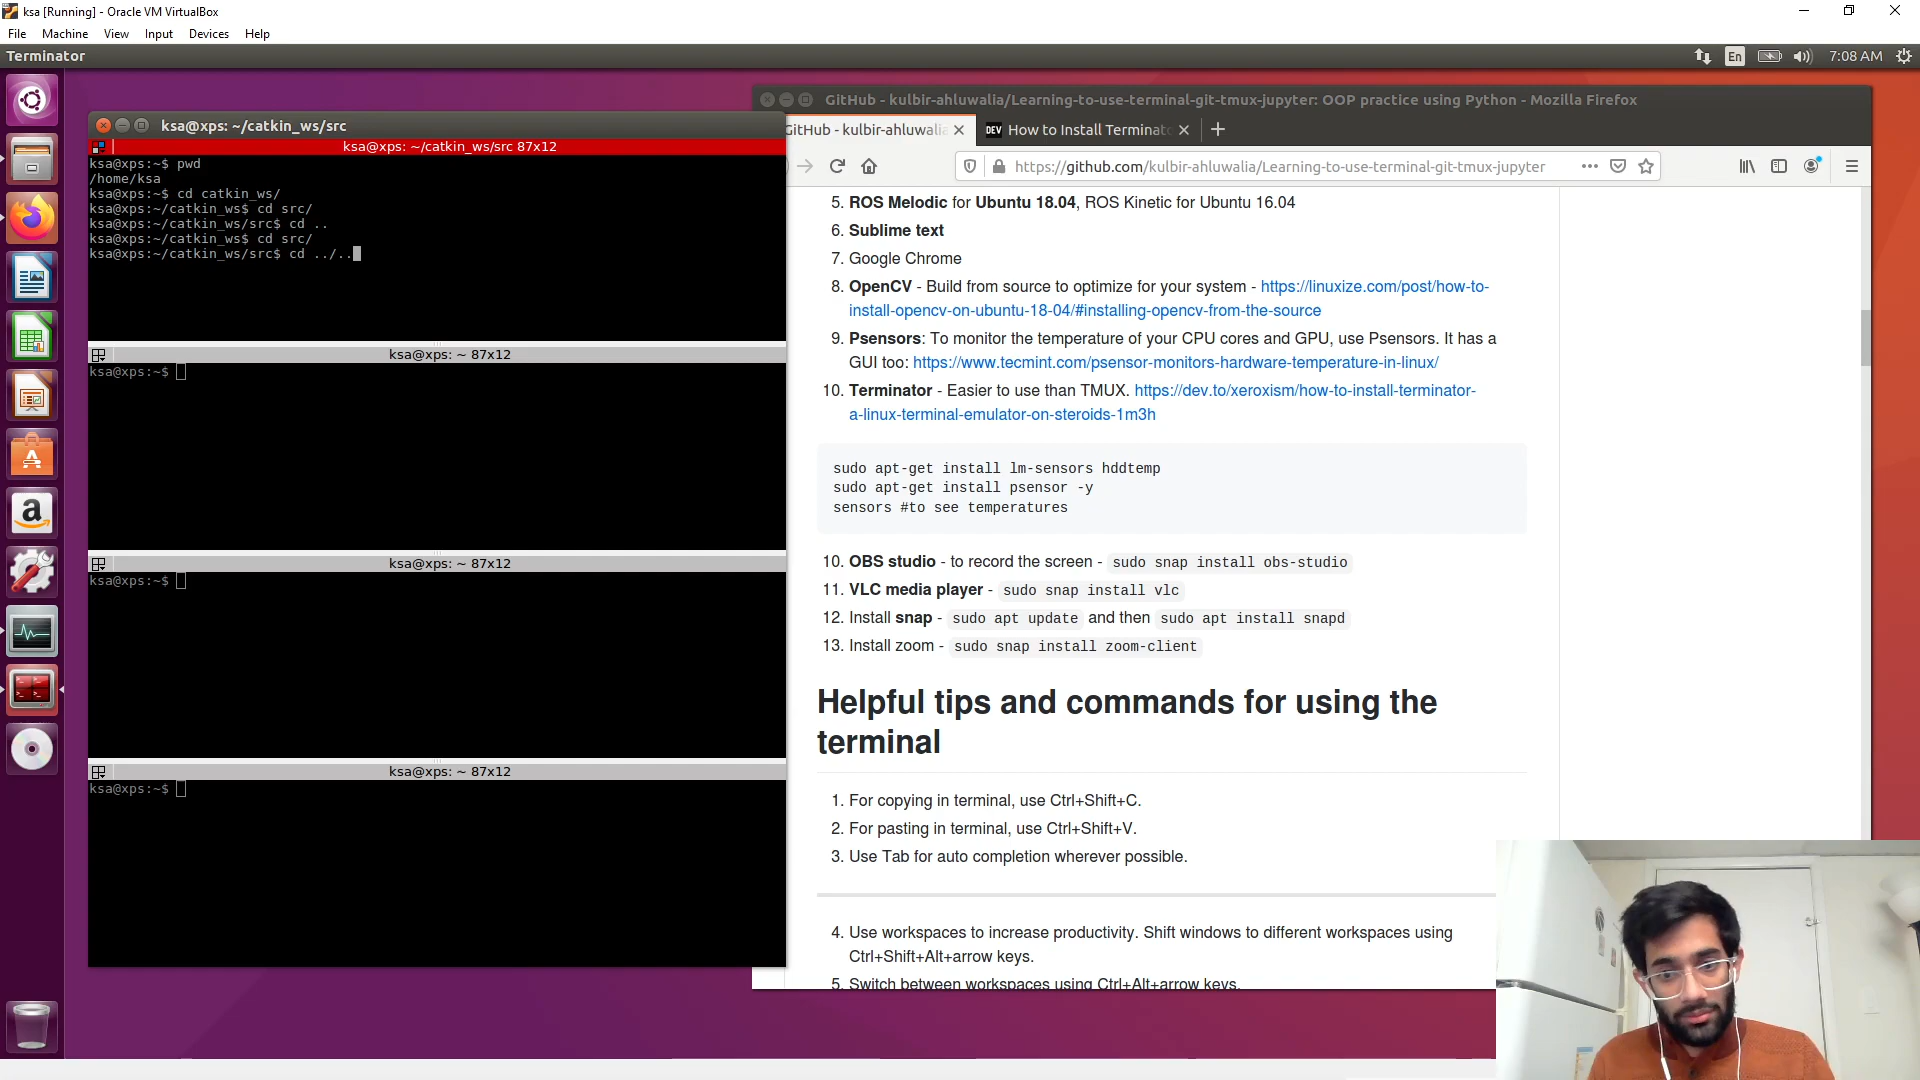 ksa [Running] - Oracle VM VirtualBox
File Machine View Input Devices Help
Terminator
En
7:08 AM
ksa@xps: ~/catkin_ws/src
ksa@xps: ~/catkin_ws/src 87x12
ksa@xps:~$ pwd
/home/ksa
ksa@xps:~$ cd catkin_ws/
ksa@xps:~/catkin_ws$ cd src/
ksa@xps:~/catkin_ws/src$ cd ..
ksa@xps:~/catkin_ws$ cd src/
ksa@xps:~/catkin_ws/src$ cd ../..
ksa@xps: ~ 87x12
ksa@xps:~$
ksa@xps: ~ 87x12
ksa@xps:~$
ksa@xps: ~ 87x12
ksa@xps:~$
GitHub - kulbir-ahluwalia/Learning-to-use-terminal-git-tmux-jupyter: OOP practice using Python - Mozilla Firefox
GitHub - kulbir-ahluwalia
DEV How to Install Terminat
https://github.com/kulbir-ahluwalia/Learning-to-use-terminal-git-tmux-jupyter
5. ROS Melodic for Ubuntu 18.04, ROS Kinetic for Ubuntu 16.04
6. Sublime text
7. Google Chrome
8. OpenCV - Build from source to optimize for your system - https://linuxize.com/post/how-to-
install-opencv-on-ubuntu-18-04/#installing-opencv-from-the-source
9. Psensors: To monitor the temperature of your CPU cores and GPU, use Psensors. It has a
GUI too: https://www.tecmint.com/psensor-monitors-hardware-temperature-in-linux/
10. Terminator - Easier to use than TMUX. https://dev.to/xeroxism/how-to-install-terminator-
a-linux-terminal-emulator-on-steroids-1m3h
sudo apt-get install lm-sensors hddtemp
sudo apt-get install psensor -y
sensors #to see temperatures
10. OBS studio - to record the screen - sudo snap install obs-studio
11. VLC media player - sudo snap install vlc
12. Install snap - sudo apt update and then sudo apt install snapd
13. Install zoom - sudo snap install zoom-client
Helpful tips and commands for using the
terminal
1. For copying in terminal, use Ctrl+Shift+C.
2. For pasting in terminal, use Ctrl+Shift+V.
3. Use Tab for auto completion wherever possible.
4. Use workspaces to increase productivity. Shift windows to different workspaces using
Ctrl+Shift+Alt+arrow keys.
5. Switch between workspaces using Ctrl+Alt+arrow keys.